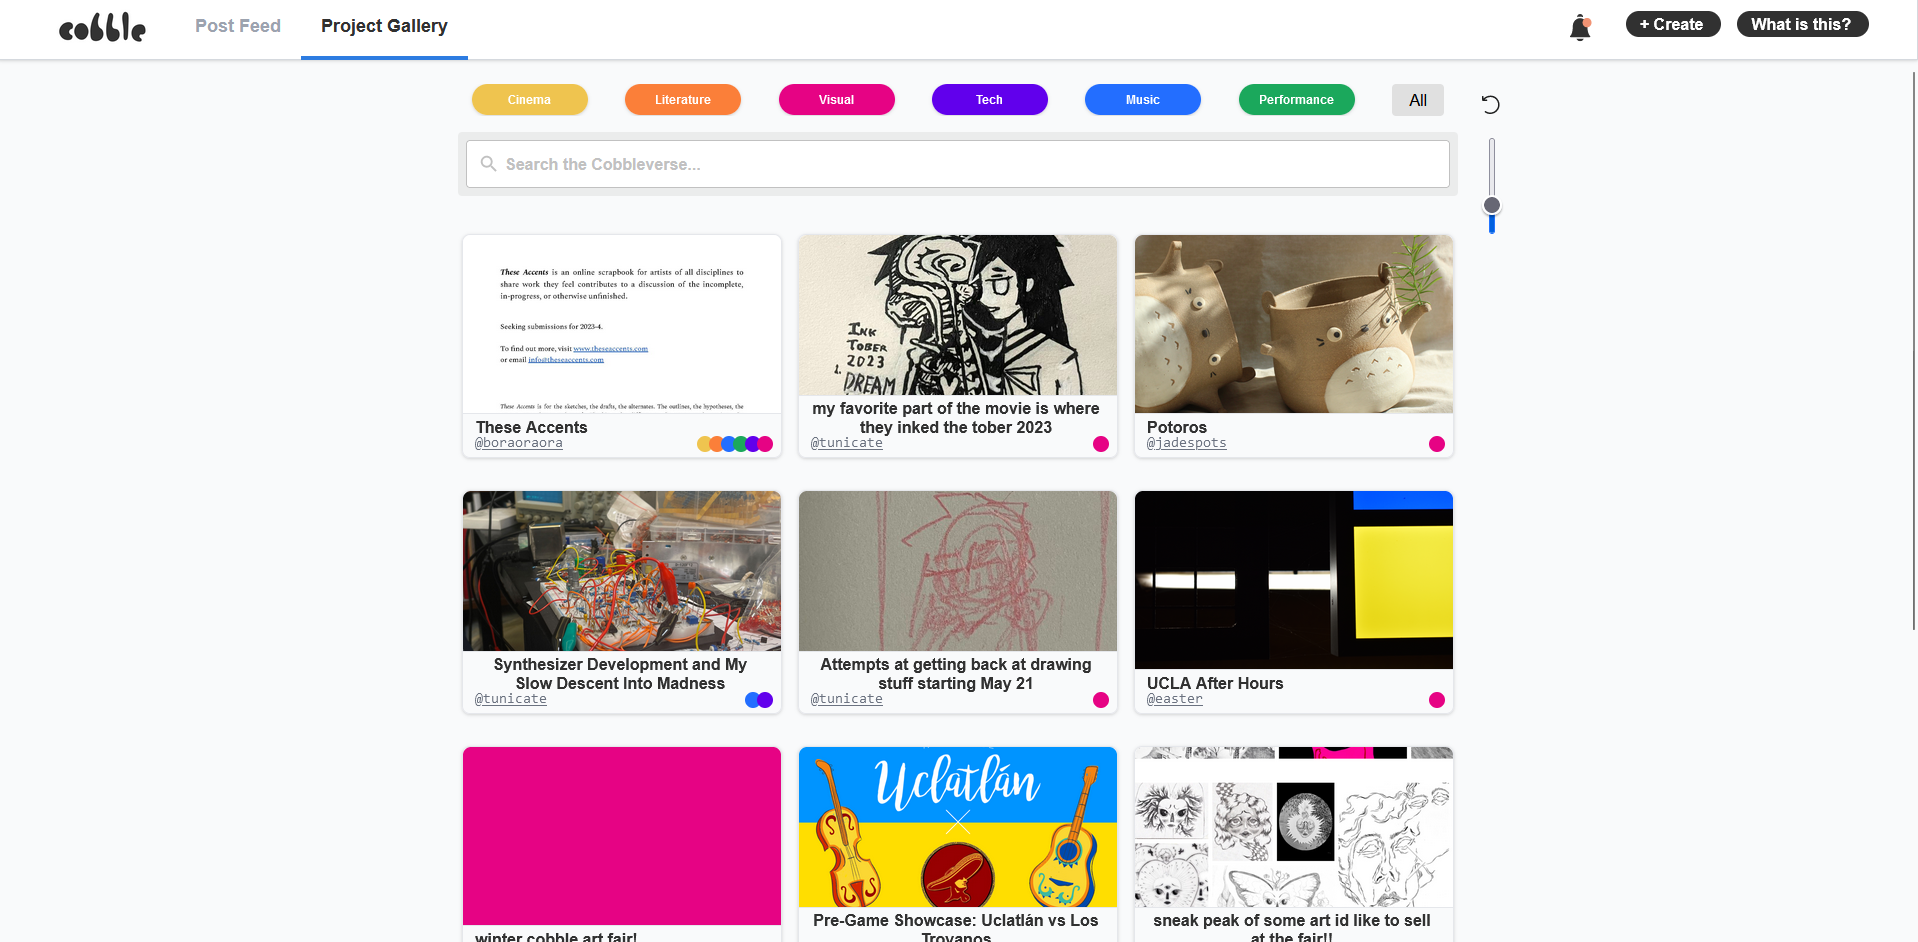 cobble
Post Feed
Project Gallery
+ Create
What is this?
Cinema
Literature
Visual
Tech
Music
Performance
All
Search the Cobbleverse...
These Accents is an online scrapbook for artists of all disciplines to
share work they feel contributes to a discussion of the incomplete,
in-progress, or otherwise unfinished.
Seeking submissions for 2023-4.
To find out more, visit www.theseaccents.com
or email info@theseaccents.com
These Accents is for the sketches, the drafts, the alternates. The outlines, the hypotheses, the
These Accents
@boraoraora
INK
TOBER
2023
1. DREAM
my favorite part of the movie is where
they inked the tober 2023
@tunicate
Potoros
@jadespots
Synthesizer Development and My
Slow Descent Into Madness
@tunicate
Attempts at getting back at drawing
stuff starting May 21
@tunicate
UCLA After Hours
@easter
winter cobble art fair!
Uclatlán
Pre-Game Showcase: Uclatlán vs Los
Troyanos
sneak peak of some art id like to sell
at the fair!!